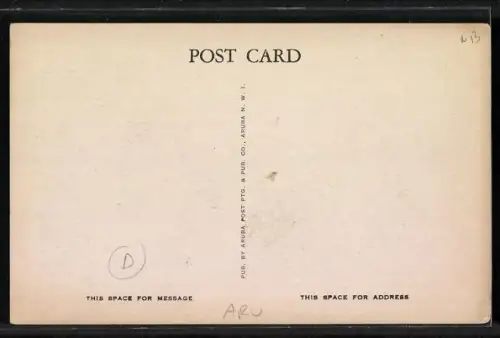 POST CARD
PUB. BY ARUBA POST PTG. & PUB. CO., ARUBA N. W. I.
D
THIS SPACE FOR MESSAGE
THIS SPACE FOR ADDRESS
ARU